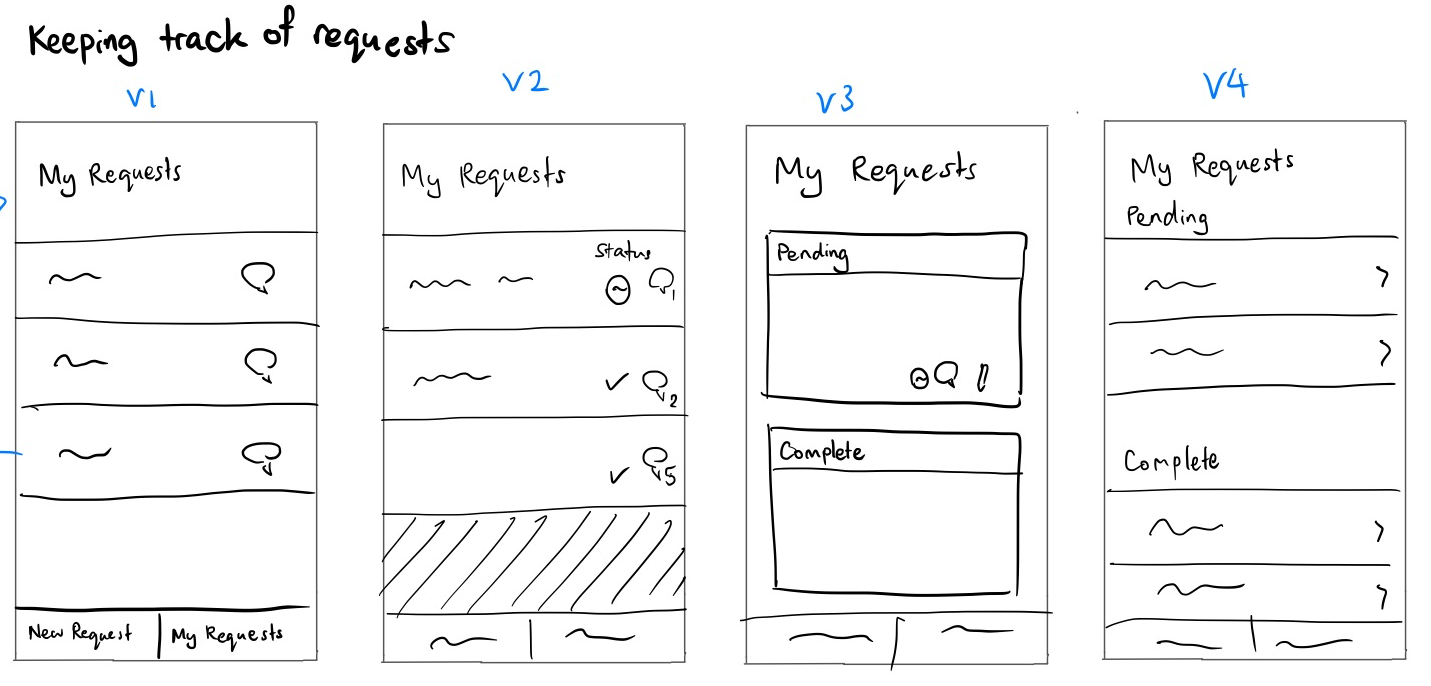 Keeping track of requests
V1
My Requests
New Request
My Requests
V2
My Requests
Status
1
2
5
V3
My Requests
Pending
Complete
V4
My Requests
Pending
Complete